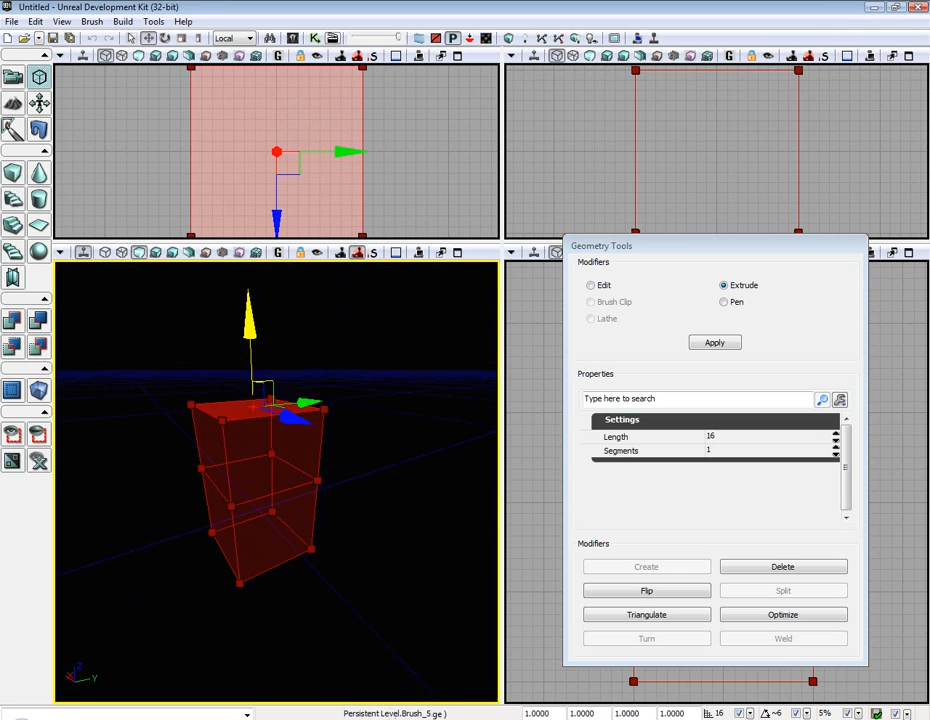 Untitled - Unreal Development Kit (32-bit)
File Edit View Brush Build Tools Help
Local
G S G S
G S
Geometry Tools
Modifiers
Edit Extrude
Brush Clip Pen
Lathe
Apply
Properties
Type here to search
Settings
Length 16
Segments 1
Modifiers
Create Delete
Flip Split
Triangulate Optimize
Turn Weld
Z
X Y
Persistent Level.Brush_5.ge ) 1.0000 1.0000 1.0000 1.0000 16 ~6 5%